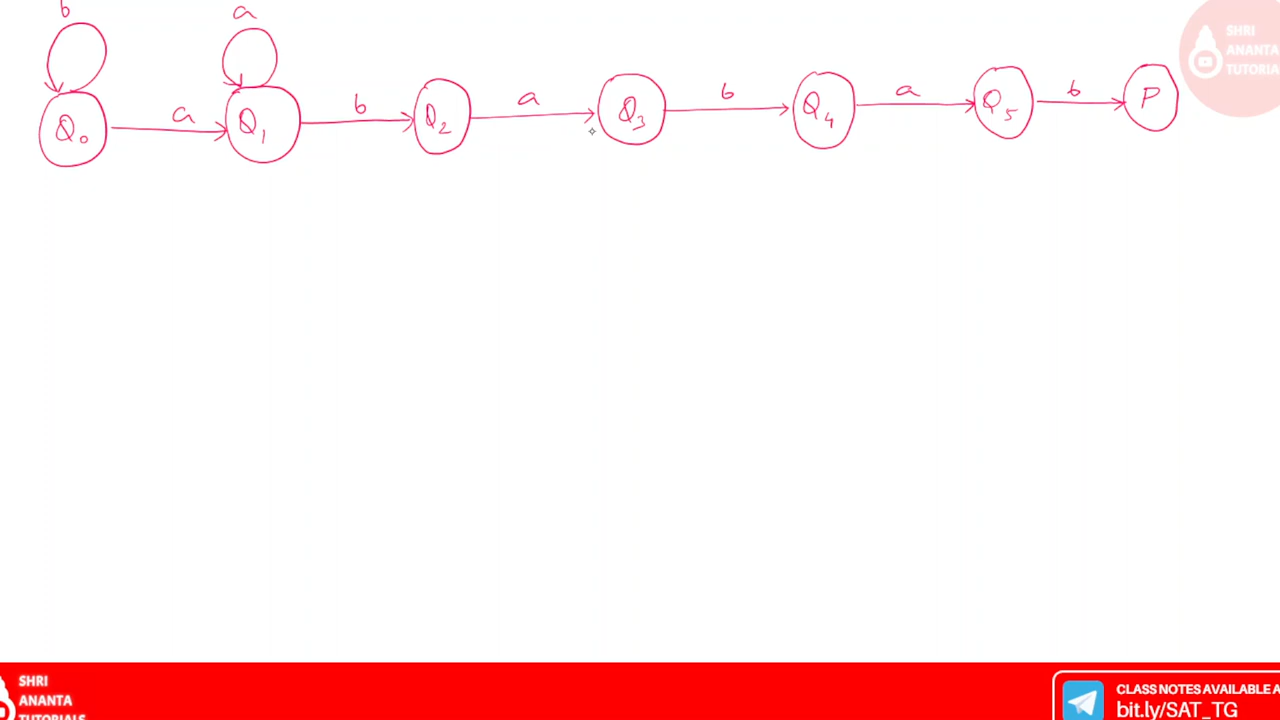 b a
a b a b a b
Q0 Q1 Q2 Q3 Q4 Q5 P
SHRI
ANANTA
TUTORIALS
SHRI
ANANTA
CLASS NOTES AVAILABLE
bit.ly/SAT_TG